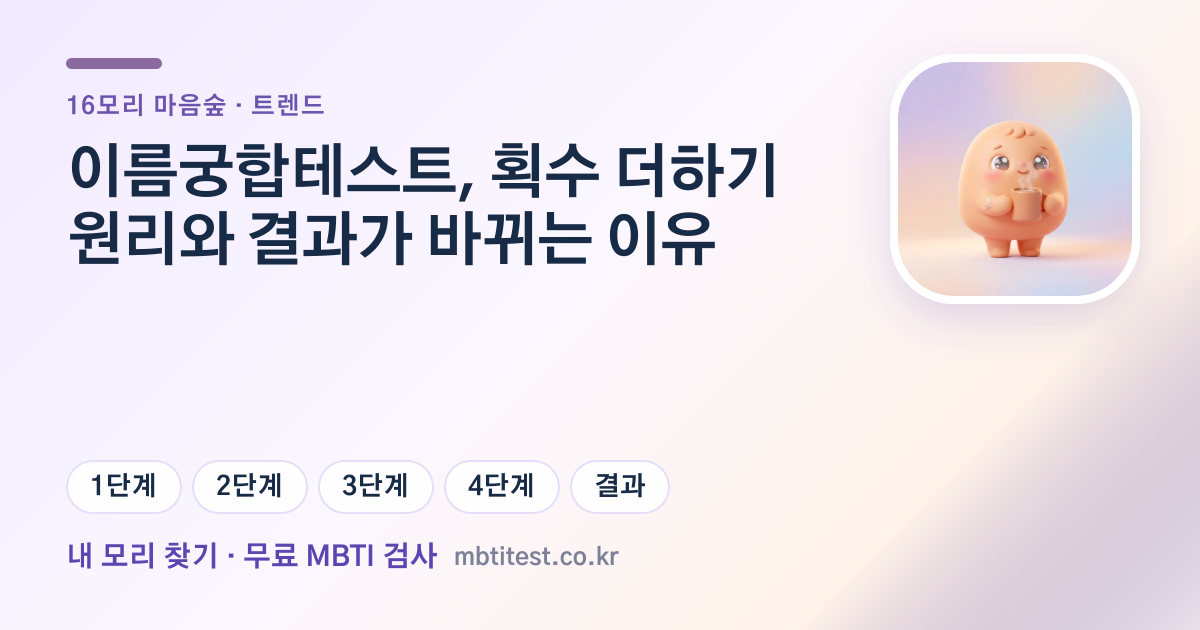 16모리 마음숲 · 트렌드
이름궁합테스트, 획수 더하기
원리와 결과가 바뀌는 이유
1단계 2단계 3단계 4단계 결과
내 모리 찾기 · 무료 MBTI 검사 mbtitest.co.kr